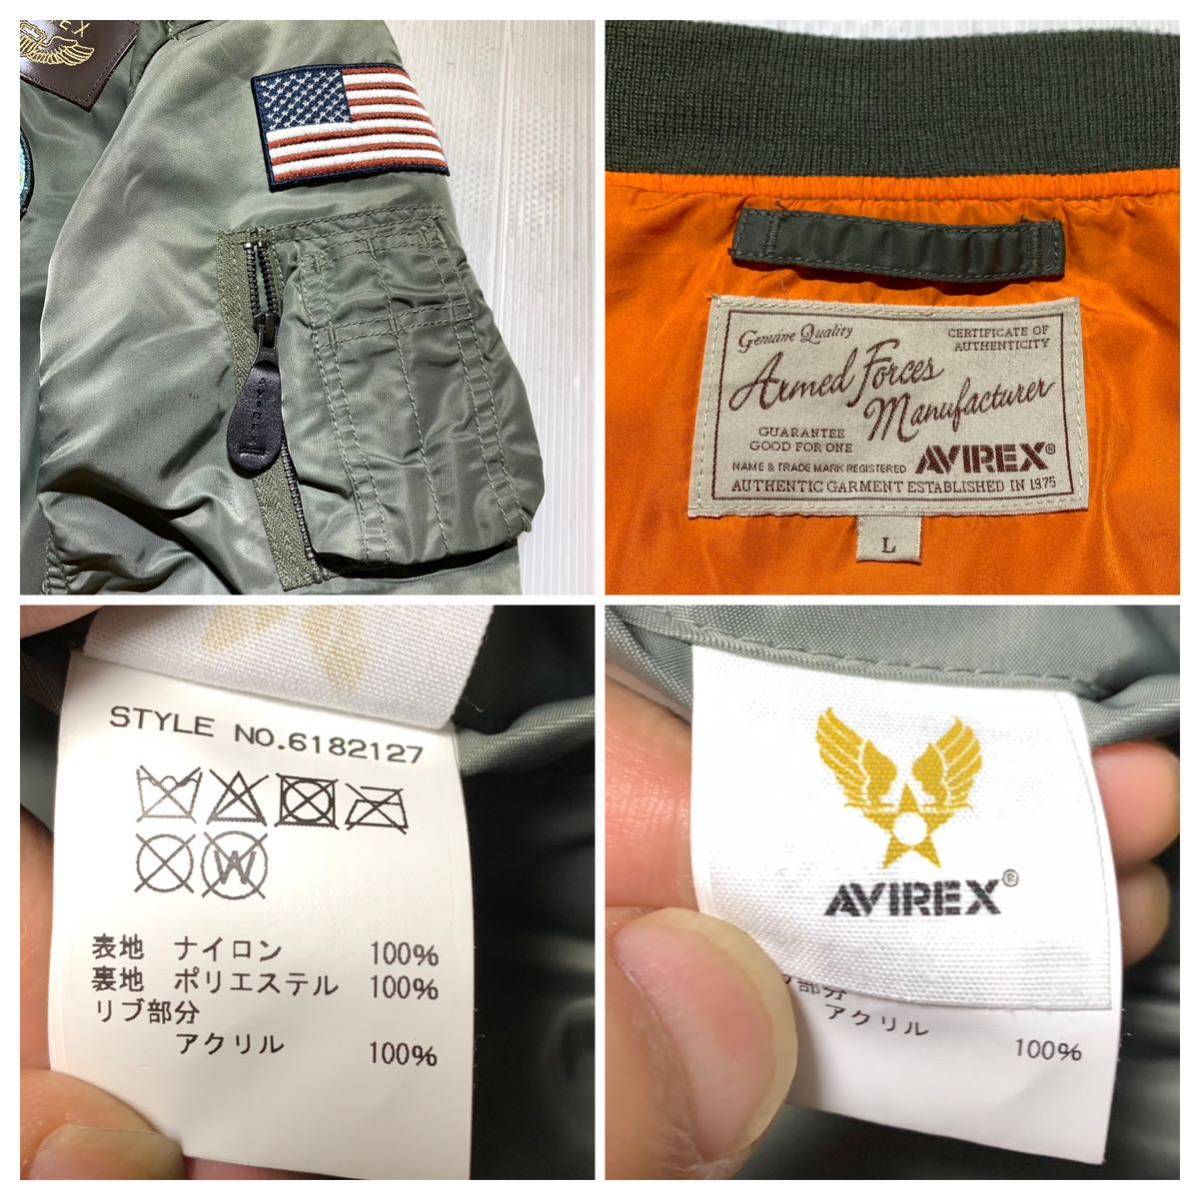 Genuine Quality
CERTIFICATE OF
AUTHENTICITY
Armed Forces
Manufacturer
GUARANTEE
GOOD FOR ONE
NAME & TRADE MARK REGISTERED
AVIREX®
AUTHENTIC GARMENT ESTABLISHED IN 1975
L
STYLE NO.6182127
W
表地 ナイロン 100%
裏地 ポリエステル 100%
リブ部分
アクリル 100%
AVIREX®
部分
アクリル
100%